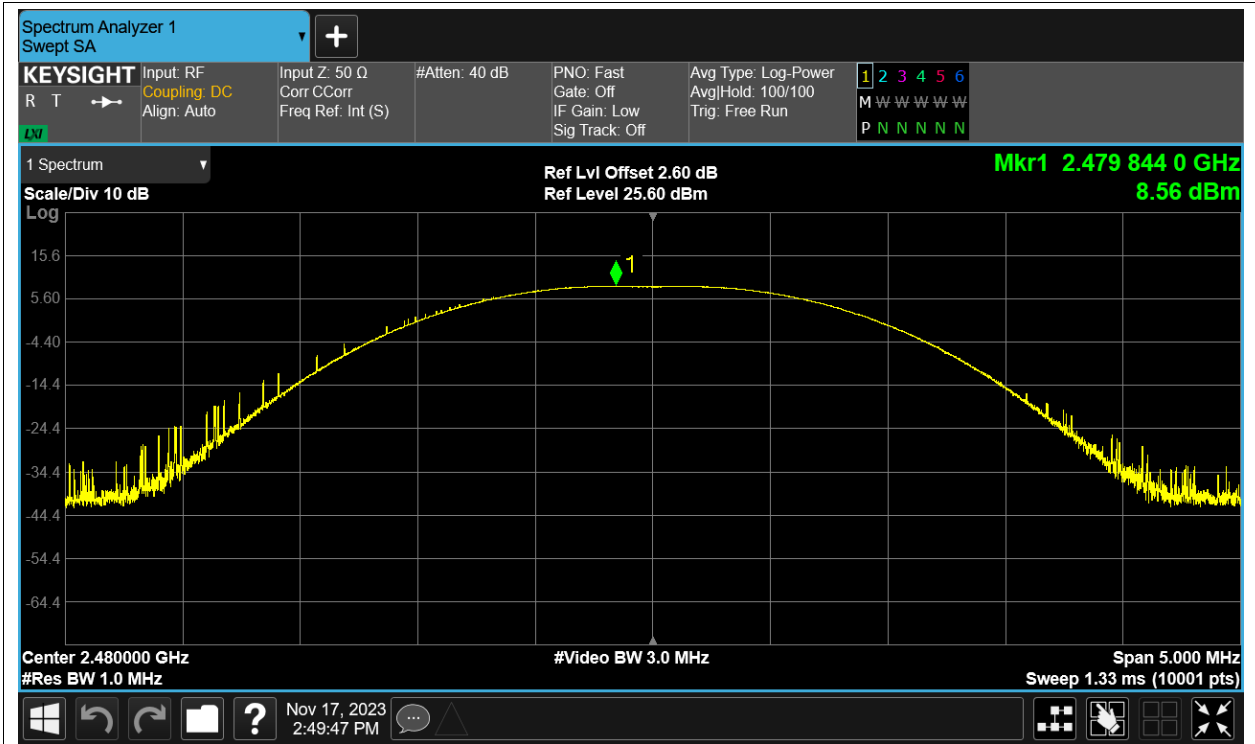 Spectrum Analyzer 1
Swept SA
+
KEYSIGHT
R T
LXI
Input: RF
Coupling: DC
Align: Auto
Input Z: 50 Ω
Corr CCorr
Freq Ref: Int (S)
#Atten: 40 dB
PNO: Fast
Gate: Off
IF Gain: Low
Sig Track: Off
Avg Type: Log-Power
Avg|Hold: 100/100
Trig: Free Run
1 2 3 4 5 6
M W W W W W
P N N N N N
1 Spectrum
Scale/Div 10 dB
Log
Ref Lvl Offset 2.60 dB
Ref Level 25.60 dBm
Mkr1 2.479 844 0 GHz
8.56 dBm
1
15.6
5.60
-4.40
-14.4
-24.4
-34.4
-44.4
-54.4
-64.4
Center 2.480000 GHz
#Res BW 1.0 MHz
#Video BW 3.0 MHz
Span 5.000 MHz
Sweep 1.33 ms (10001 pts)
?
Nov 17, 2023
2:49:47 PM